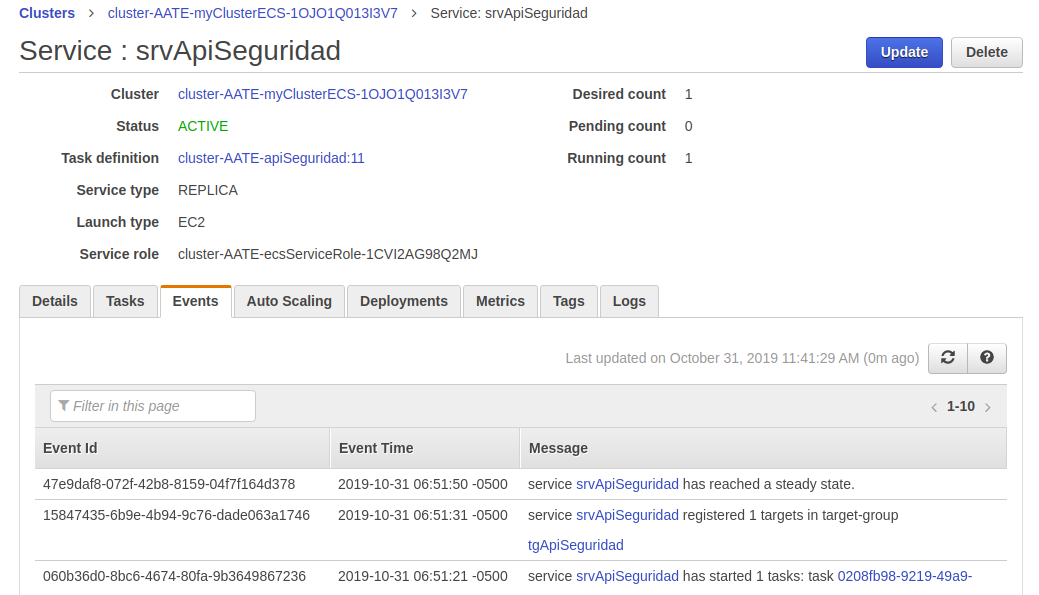 Clusters > cluster-AATE-myClusterECS-1OJO1Q013I3V7 > Service: srvApiSeguridad
Service : srvApiSeguridad
Update
Delete
Cluster cluster-AATE-myClusterECS-1OJO1Q013I3V7
Desired count 1
Status ACTIVE
Pending count 0
Task definition cluster-AATE-apiSeguridad:11
Running count 1
Service type REPLICA
Launch type EC2
Service role cluster-AATE-ecsServiceRole-1CVI2AG98Q2MJ
Details Tasks Events Auto Scaling Deployments Metrics Tags Logs
Last updated on October 31, 2019 11:41:29 AM (0m ago)
Filter in this page
< 1-10 >
Event Id Event Time Message
47e9daf8-072f-42b8-8159-04f7f164d378 2019-10-31 06:51:50 -0500 service srvApiSeguridad has reached a steady state.
15847435-6b9e-4b94-9c76-dade063a1746 2019-10-31 06:51:31 -0500 service srvApiSeguridad registered 1 targets in target-group
tgApiSeguridad
060b36d0-8bc6-4674-80fa-9b3649867236 2019-10-31 06:51:21 -0500 service srvApiSeguridad has started 1 tasks: task 0208fb98-9219-49a9-